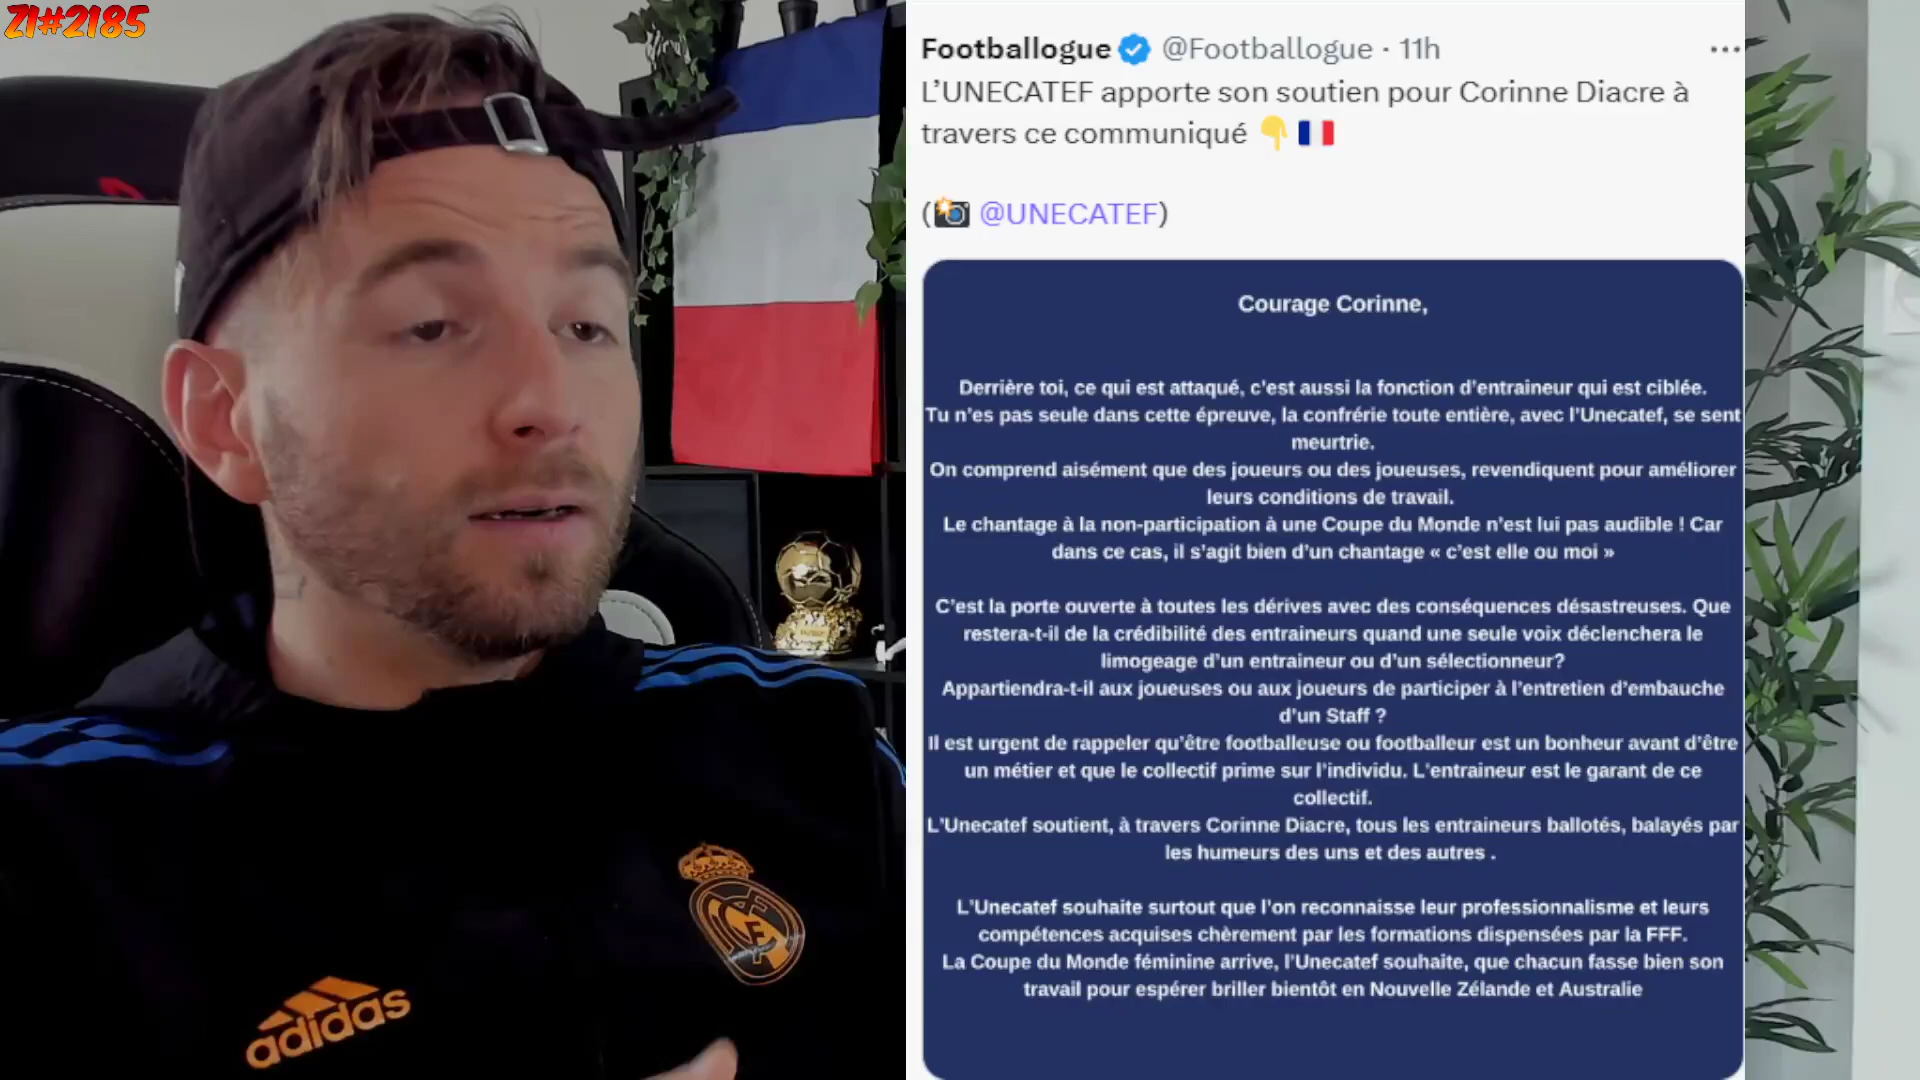 Z1#2185
Footballogue @Footballogue · 11h
L'UNECATEF apporte son soutien pour Corinne Diacre à
travers ce communiqué 👇🇫🇷
(📸 @UNECATEF)
Courage Corinne,
Derrière toi, ce qui est attaqué, c'est aussi la fonction d'entraineur qui est ciblée.
Tu n'es pas seule dans cette épreuve, la confrérie toute entière, avec l'Unecatef, se sent
meurtrie.
On comprend aisément que des joueurs ou des joueuses, revendiquent pour améliorer
leurs conditions de travail.
Le chantage à la non-participation à une Coupe du Monde n'est lui pas audible ! Car
dans ce cas, il s'agit bien d'un chantage « c'est elle ou moi »
C'est la porte ouverte à toutes les dérives avec des conséquences désastreuses. Que
restera-t-il de la crédibilité des entraineurs quand une seule voix déclenchera le
limogeage d'un entraineur ou d'un sélectionneur?
Appartiendra-t-il aux joueuses ou aux joueurs de participer à l'entretien d'embauche
d'un Staff ?
Il est urgent de rappeler qu'être footballeuse ou footballeur est un bonheur avant d'être
un métier et que le collectif prime sur l'individu. L'entraineur est le garant de ce
collectif.
L'Unecatef soutient, à travers Corinne Diacre, tous les entraineurs ballotés, balayés par
les humeurs des uns et des autres .
L'Unecatef souhaite surtout que l'on reconnaisse leur professionnalisme et leurs
compétences acquises chèrement par les formations dispensées par la FFF.
La Coupe du Monde féminine arrive, l'Unecatef souhaite, que chacun fasse bien son
travail pour espérer briller bientôt en Nouvelle Zélande et Australie
adidas